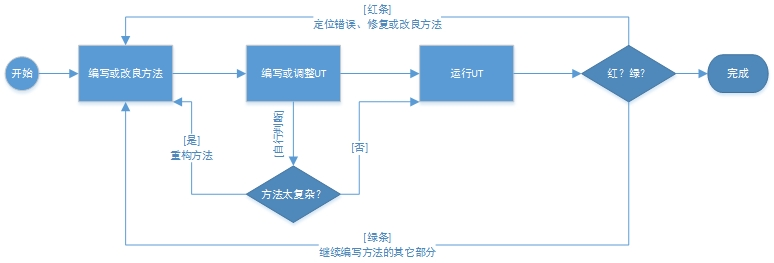 [红条]
定位错误、修复或改良方法
开始
编写或改良方法
编写或调整UT
运行UT
红？绿？
完成
[自行判断]
[是]
重构方法
[否]
方法太复杂？
[绿条]
继续编写方法的其它部分